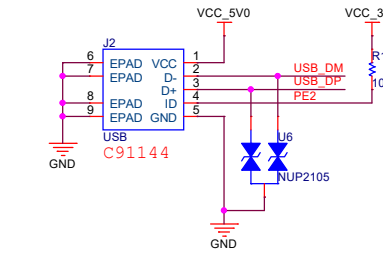 VCC_5V0
VCC_3
J2
6 EPAD VCC 1
7 EPAD D- 2
D+ 3
8 EPAD ID 4
9 EPAD GND 5
USB_DM
USB_DP
PE2
R1
10
USB
C91144
U6
NUP2105
GND
GND